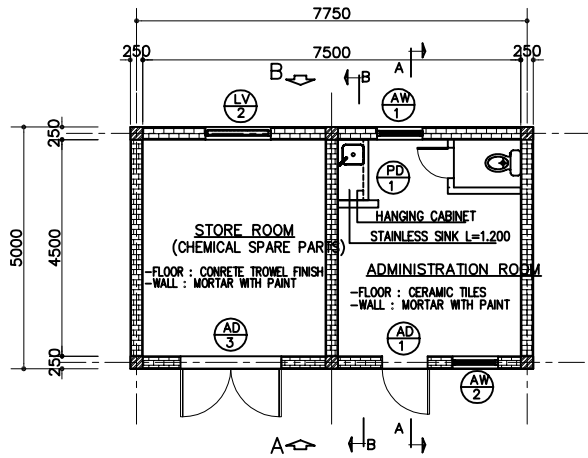 7750
250 7500 250
B B A
LV
2
AW
1
250
5000
4500
250
PD
1
HANGING CABINET
STAINLESS SINK L=1.200
STORE ROOM
(CHEMICAL SPARE PARTS)
-FLOOR : CONRETE TROWEL FINISH
-WALL : MORTAR WITH PAINT
ADMINISTRATION ROOM
-FLOOR : CERAMIC TILES
-WALL : MORTAR WITH PAINT
AD
3
AD
1
AW
2
A B A